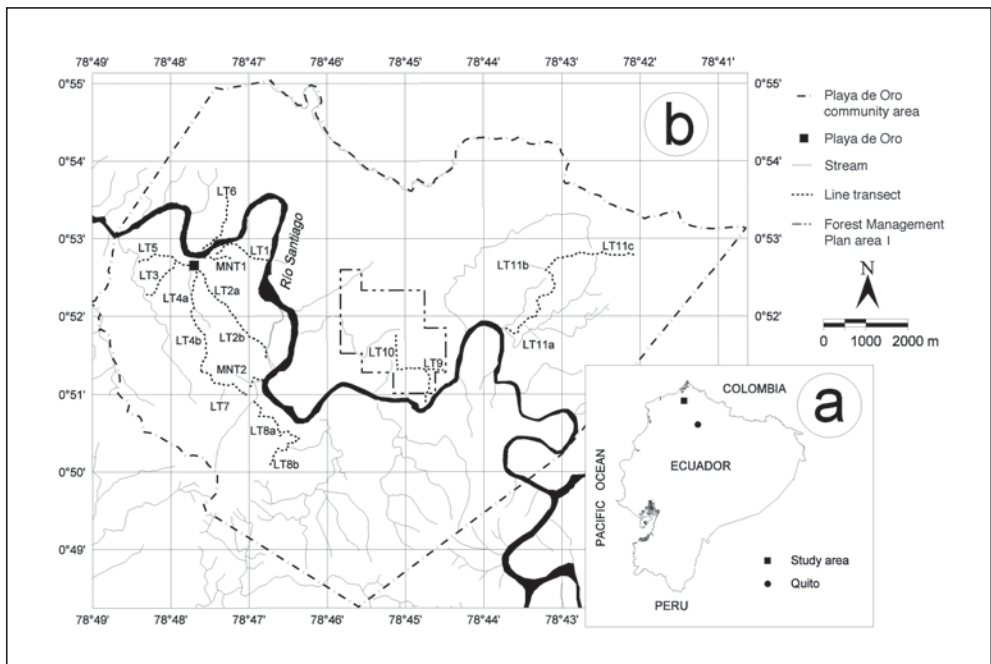 78°49' 78°48' 78°47' 78°46' 78°45' 78°44' 78°43' 78°42' 78°41'
0°55' 0°55'
b
Playa de Oro
community area
Playa de Oro
0°54' 0°54'
Stream
LT6
Line transect
Río Santiago
Forest Management
Plan area I
0°53' 0°53'
LT5 LT1 LT11c
MNT1
LT3 LT11b
N
LT4a LT2a
0°52' 0°52'
0 1000 2000 m
LT4b LT2b
LT10 LT9 LT11a
MNT2
0°51'
LT7
a
COLOMBIA
LT8a
PACIFIC OCEAN
ECUADOR
LT8b
0°50'
0°49'
Study area
Quito
PERU
78°49' 78°48' 78°47' 78°46' 78°45' 78°44' 78°43'